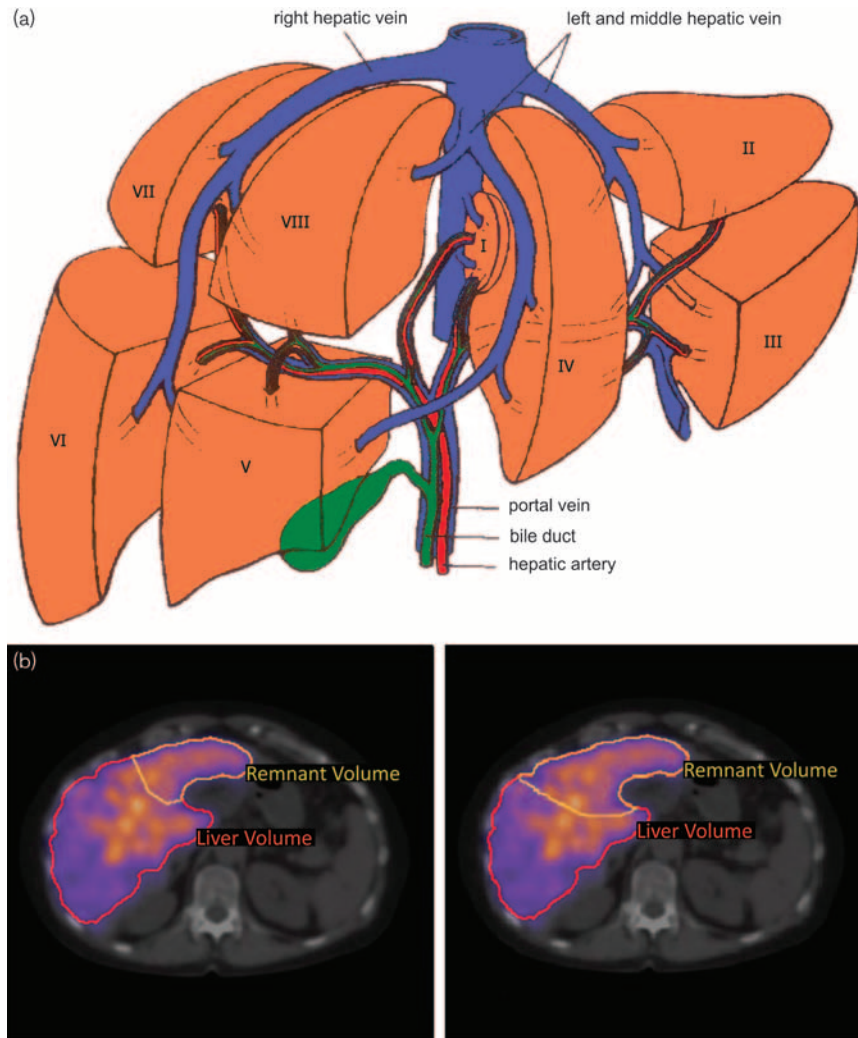 (a)
right hepatic vein
left and middle hepatic vein
II
VII
VIII
I
III
IV
VI
V
portal vein
bile duct
hepatic artery
(b)
Remnant Volume
Liver Volume
Remnant Volume
Liver Volume